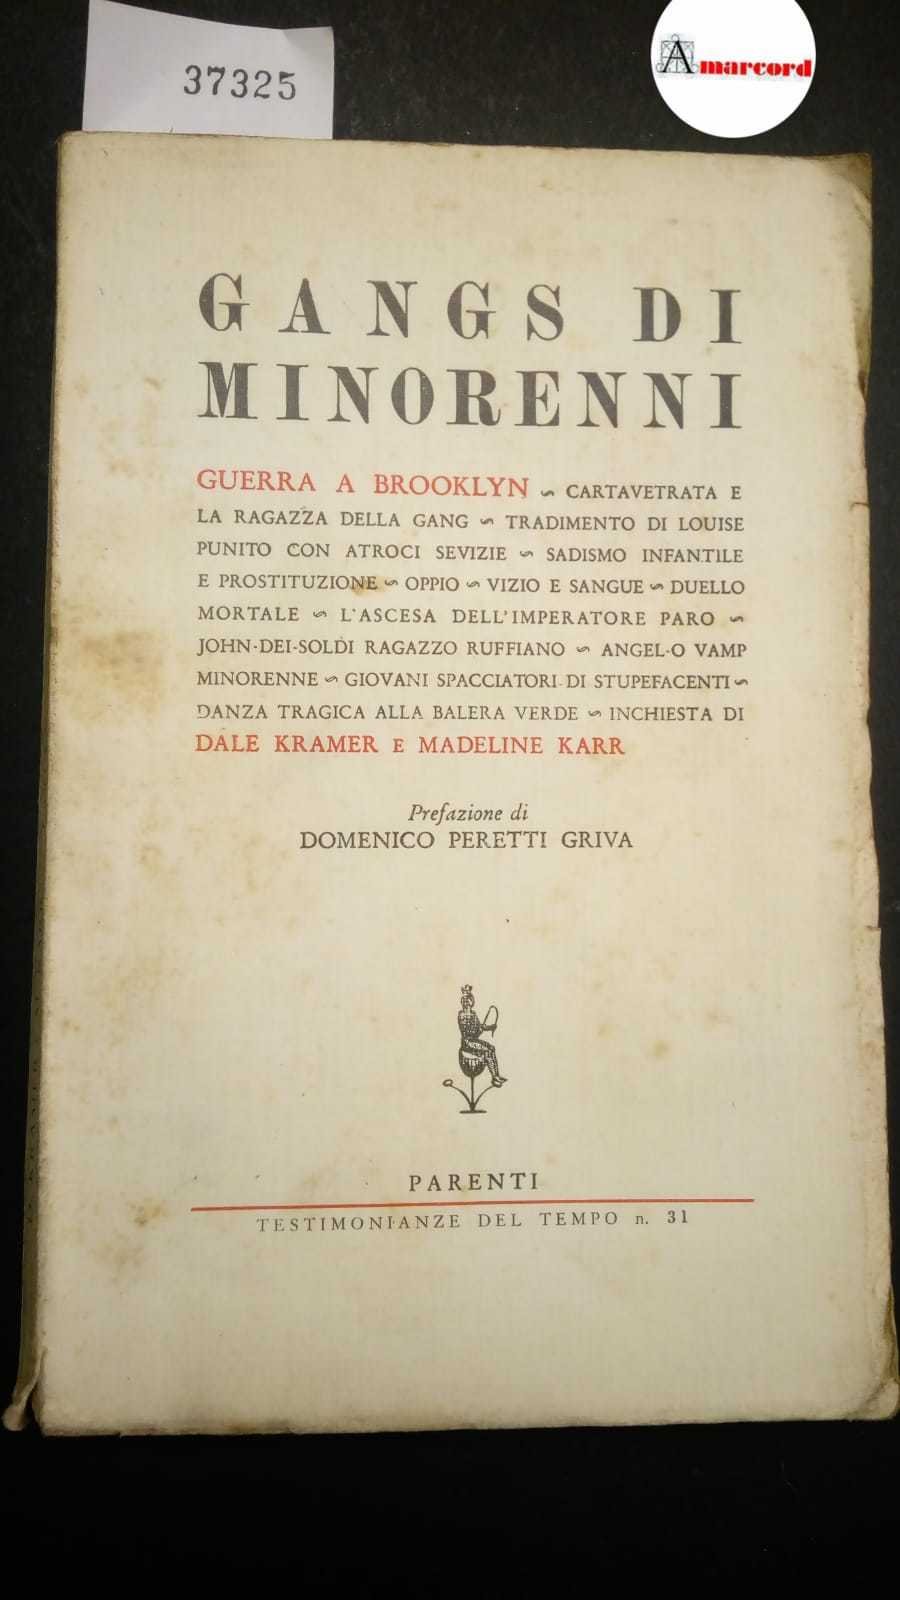 37325
Amarcord
GANGS DI
MINORENNI
GUERRA A BROOKLYN ~ CARTAVETRATA E
LA RAGAZZA DELLA GANG ~ TRADIMENTO DI LOUISE
PUNITO CON ATROCI SEVIZIE ~ SADISMO INFANTILE
E PROSTITUZIONE ~ OPPIO ~ VIZIO E SANGUE ~ DUELLO
MORTALE ~ L'ASCESA DELL'IMPERATORE PARO ~
JOHN-DEI-SOLDI RAGAZZO RUFFIANO ~ ANGEL-O VAMP
MINORENNE ~ GIOVANI SPACCIATORI DI STUPEFACENTI ~
DANZA TRAGICA ALLA BALERA VERDE ~ INCHIESTA DI
DALE KRAMER E MADELINE KARR
Prefazione di
DOMENICO PERETTI GRIVA
PARENTI
TESTIMONIANZE DEL TEMPO n. 31